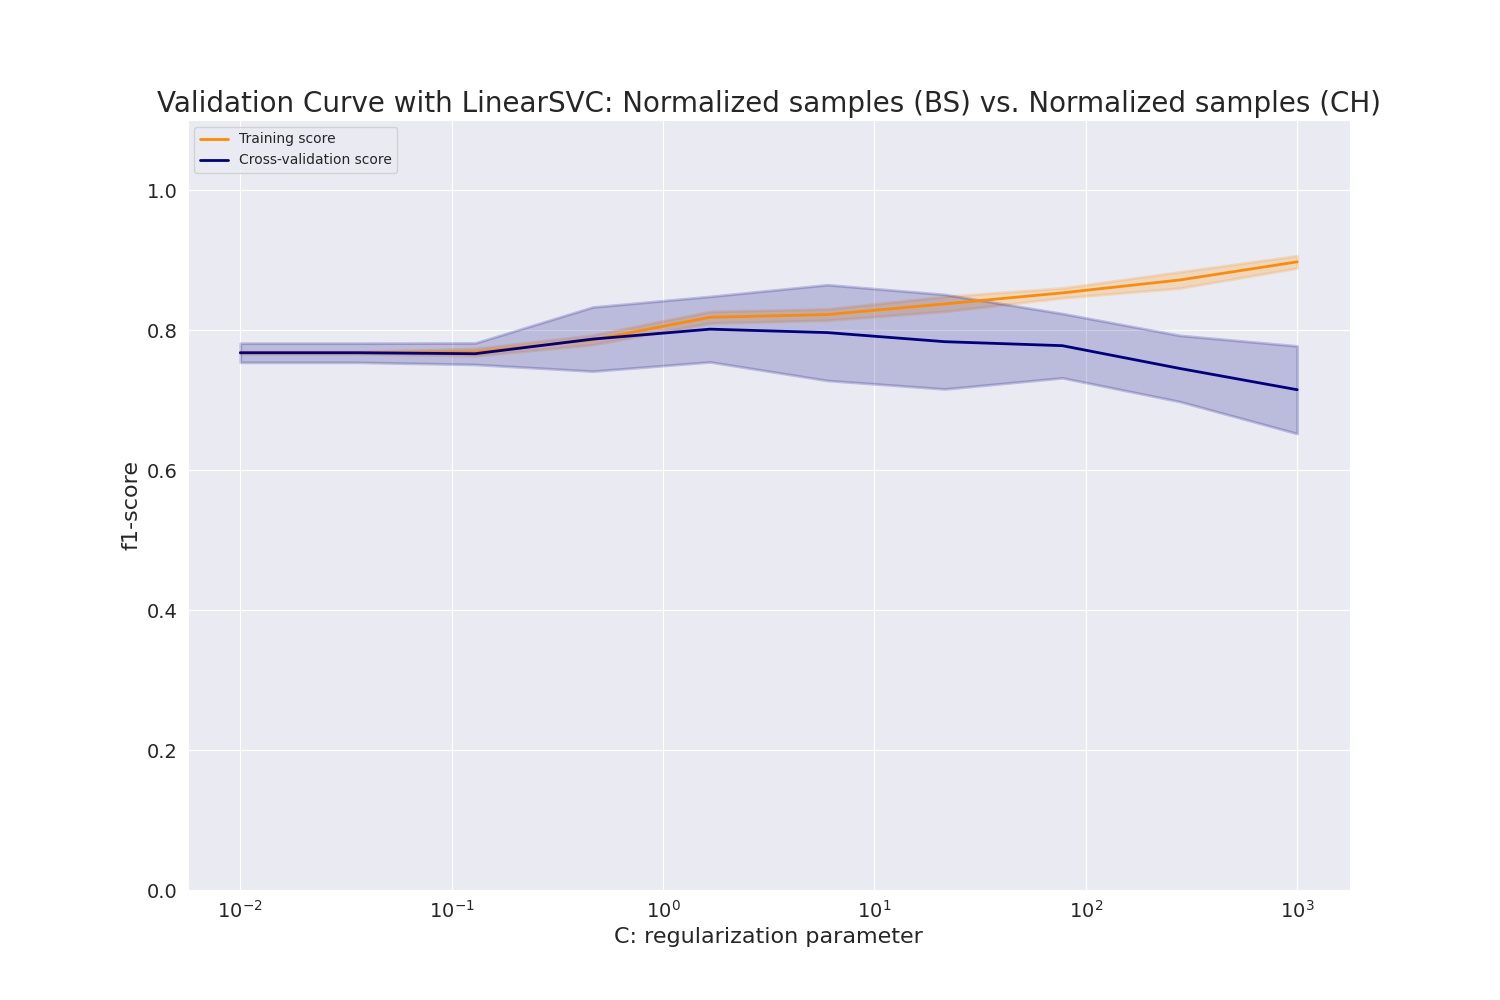 Validation Curve with LinearSVC: Normalized samples (BS) vs. Normalized samples (CH)
Training score
Cross-validation score
1.0
0.8
0.6
0.4
0.2
0.0
f1-score
10⁻² 10⁻¹ 10⁰ 10¹ 10² 10³
C: regularization parameter